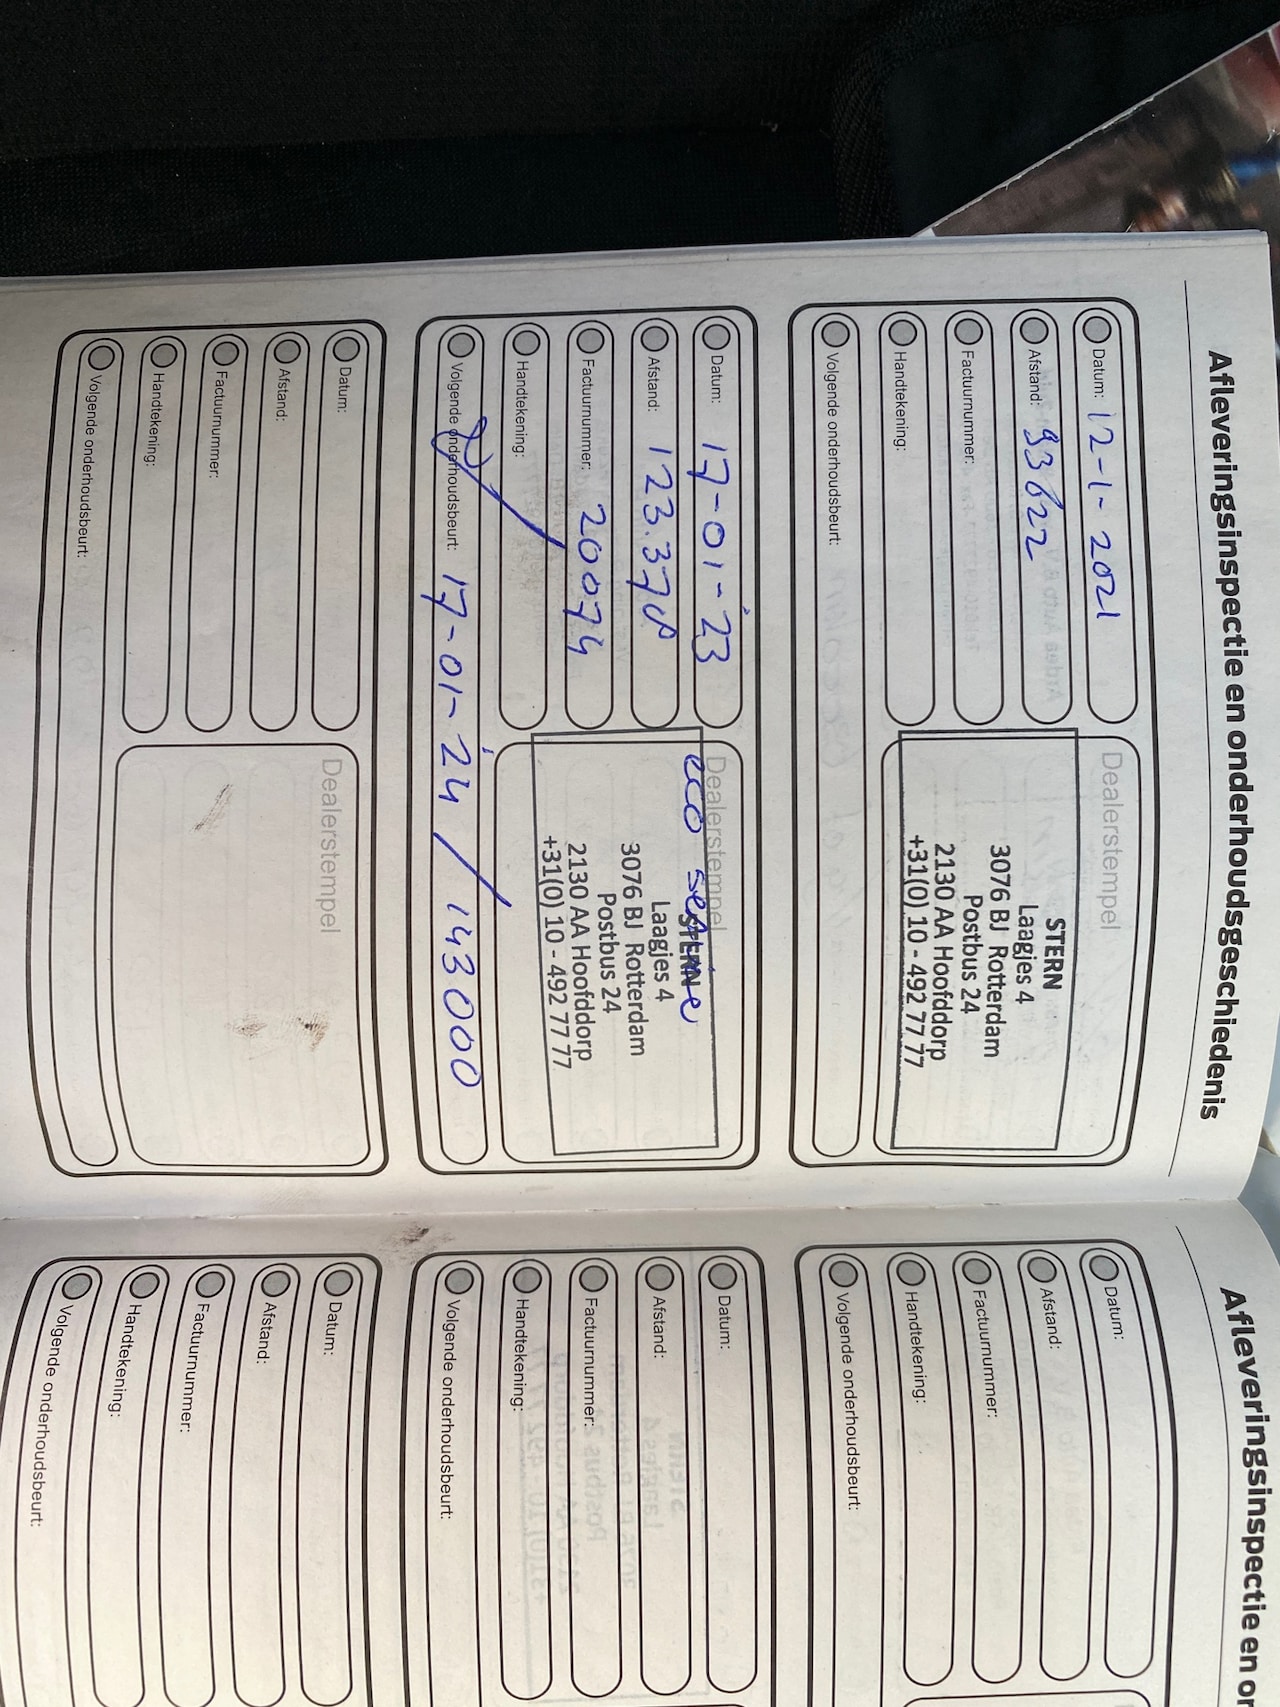 Afleveringsinspectie en onderhoudsgeschiedenis
Datum: 12-1-2021
Afstand: 93622
Factuurnummer:
Handtekening:
Volgende onderhoudsbeurt:
Dealerstempel
STERN
Laagjes 4
3076 BJ Rotterdam
Postbus 24
2130 AA Hoofddorp
+31(0) 10 - 492 77 77
Datum: 17-01-'23
Afstand: 123.378
Factuurnummer: 20074
Handtekening:
Volgende onderhoudsbeurt: 17-01-'24 / 143000
Dealerstempel
eco
STERN
Laagjes 4
3076 BJ Rotterdam
Postbus 24
2130 AA Hoofddorp
+31(0) 10 - 492 77 77
Datum:
Afstand:
Factuurnummer:
Handtekening:
Volgende onderhoudsbeurt:
Dealerstempel
Afleveringsinspectie en on
Datum:
Afstand:
Factuurnummer:
Handtekening:
Volgende onderhoudsbeurt:
Datum:
Afstand:
Factuurnummer:
Handtekening:
Volgende onderhoudsbeurt:
Datum:
Afstand:
Factuurnummer:
Handtekening:
Volgende onderhoudsbeurt: